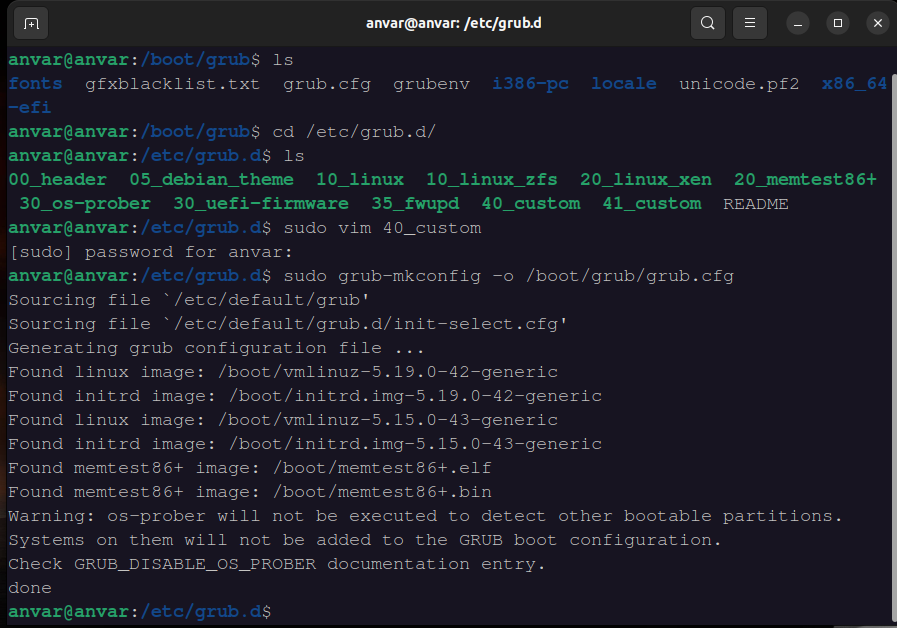 anvar@anvar: /etc/grub.d
anvar@anvar:/boot/grub$ ls
fonts gfxblacklist.txt grub.cfg grubenv i386-pc locale unicode.pf2 x86_64
-efi
anvar@anvar:/boot/grub$ cd /etc/grub.d/
anvar@anvar:/etc/grub.d$ ls
00_header 05_debian_theme 10_linux 10_linux_zfs 20_linux_xen 20_memtest86+
30_os-prober 30_uefi-firmware 35_fwupd 40_custom 41_custom README
anvar@anvar:/etc/grub.d$ sudo vim 40_custom
[sudo] password for anvar:
anvar@anvar:/etc/grub.d$ sudo grub-mkconfig -o /boot/grub/grub.cfg
Sourcing file `/etc/default/grub'
Sourcing file `/etc/default/grub.d/init-select.cfg'
Generating grub configuration file ...
Found linux image: /boot/vmlinuz-5.19.0-42-generic
Found initrd image: /boot/initrd.img-5.19.0-42-generic
Found linux image: /boot/vmlinuz-5.15.0-43-generic
Found initrd image: /boot/initrd.img-5.15.0-43-generic
Found memtest86+ image: /boot/memtest86+.elf
Found memtest86+ image: /boot/memtest86+.bin
Warning: os-prober will not be executed to detect other bootable partitions.
Systems on them will not be added to the GRUB boot configuration.
Check GRUB_DISABLE_OS_PROBER documentation entry.
done
anvar@anvar:/etc/grub.d$